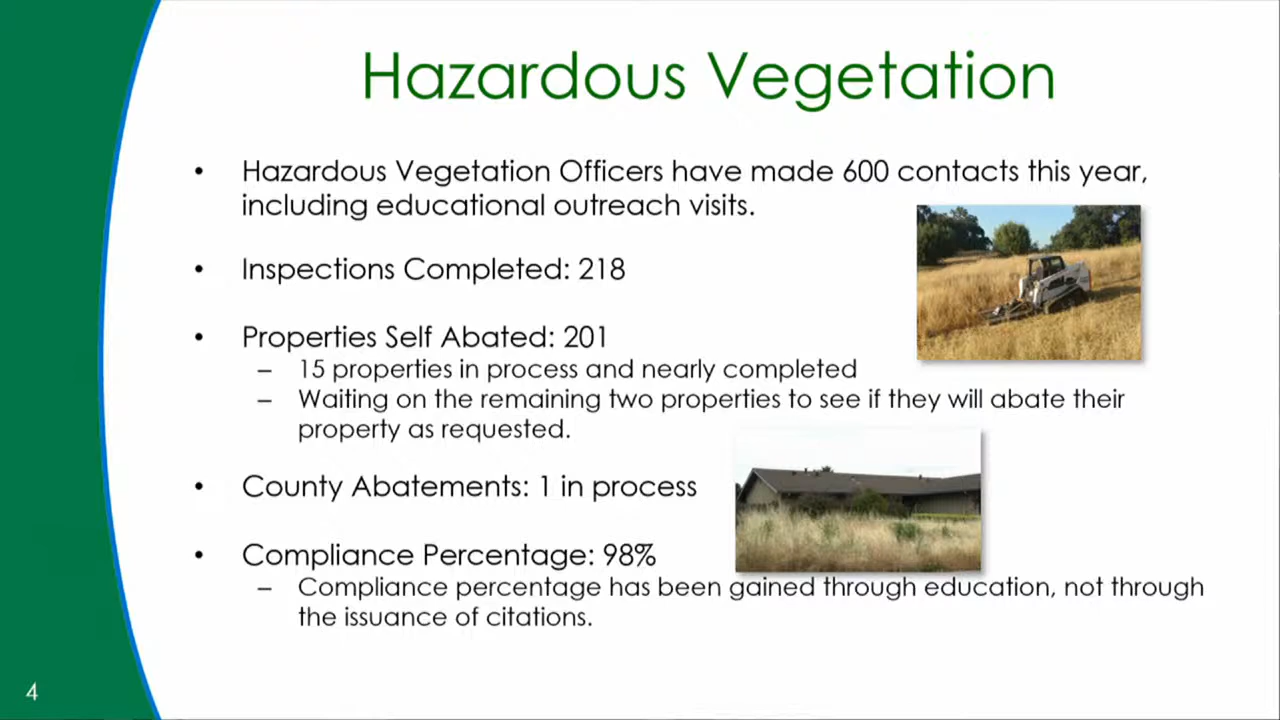 Hazardous Vegetation
• Hazardous Vegetation Officers have made 600 contacts this year,
including educational outreach visits.
• Inspections Completed: 218
• Properties Self Abated: 201
– 15 properties in process and nearly completed
– Waiting on the remaining two properties to see if they will abate their
property as requested.
• County Abatements: 1 in process
• Compliance Percentage: 98%
– Compliance percentage has been gained through education, not through
the issuance of citations.
4